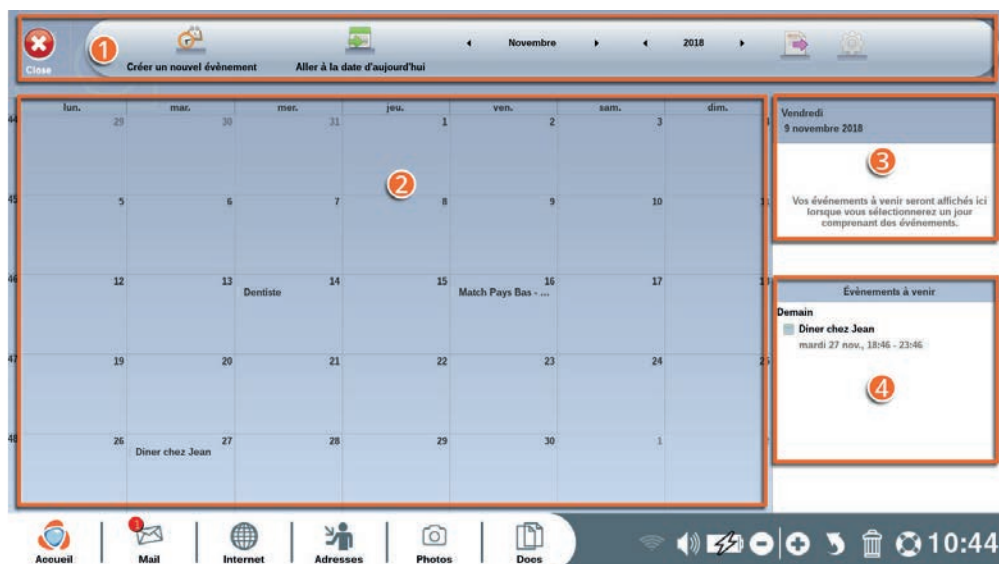 Close
1
Créer un nouvel évènement
Aller à la date d'aujourd'hui
Novembre
2018
lun. mar. mer. jeu. ven. sam. dim.
44 29 30 31 1 2 3
2
45 5 6 7 8 9 10
46 12 13 14 15 16 17
Dentiste Match Pays Bas - ...
47 19 20 21 22 23 24
48 26 27 28 29 30 1
Diner chez Jean
Vendredi
9 novembre 2018
3
Vos événements à venir seront affichés ici
lorsque vous sélectionnerez un jour
comprenant des événements.
Évènements à venir
Demain
Diner chez Jean
mardi 27 nov., 18:46 - 23:46
4
Accueil
1
Mail
Internet
Adresses
Photos
Docs
10:44